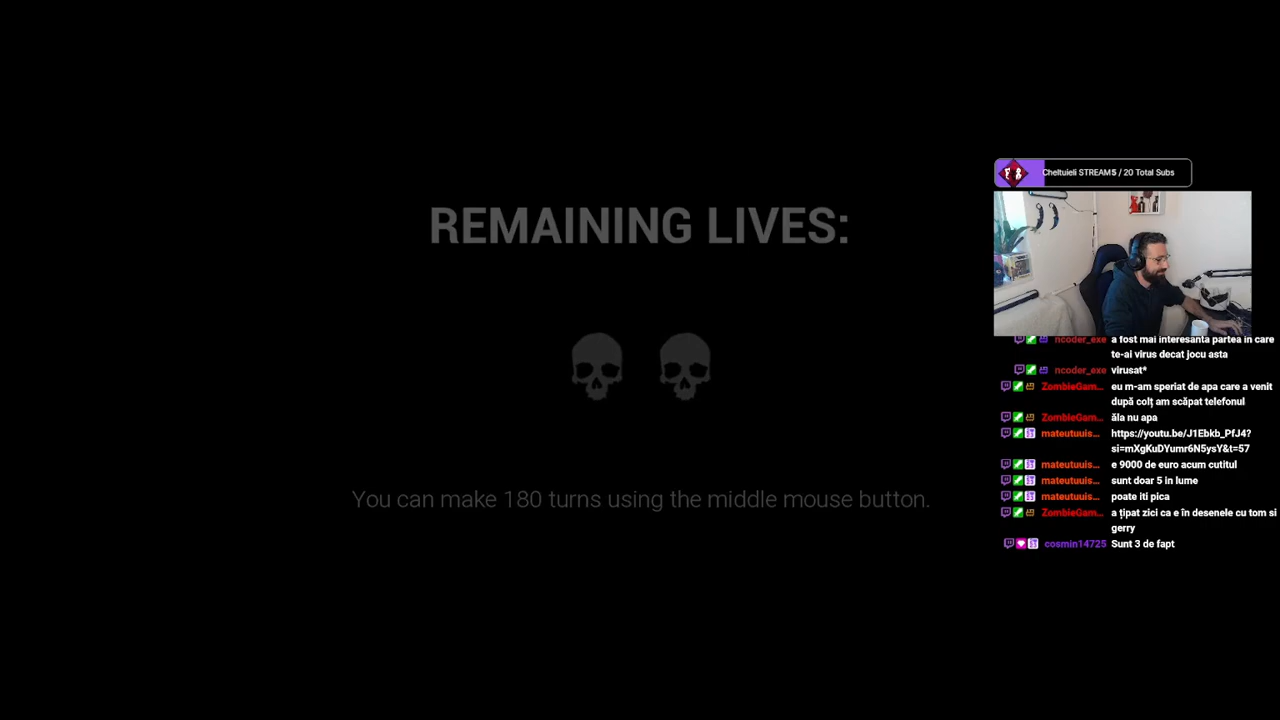 Cheltuieli STREAM5 / 20 Total Subs
REMAINING LIVES:
You can make 180 turns using the middle mouse button.
ncoder_exe a fost mai interesanta partea in care
te-ai virus decat jocu asta
ncoder_exe virusat*
ZombieGam... eu m-am speriat de apa care a venit
după colț am scăpat telefonul
ZombieGam... ăla nu apa
mateutuuis... https://youtu.be/J1Ebkb_PfJ4?
si=mXgKuDYumr6N5ysY&t=57
mateutuuis... e 9000 de euro acum cutitul
mateutuuis... sunt doar 5 in lume
mateutuuis... poate iti pica
ZombieGam... a țipat zici ca e în desenele cu tom si
gerry
cosmin14725 Sunt 3 de fapt